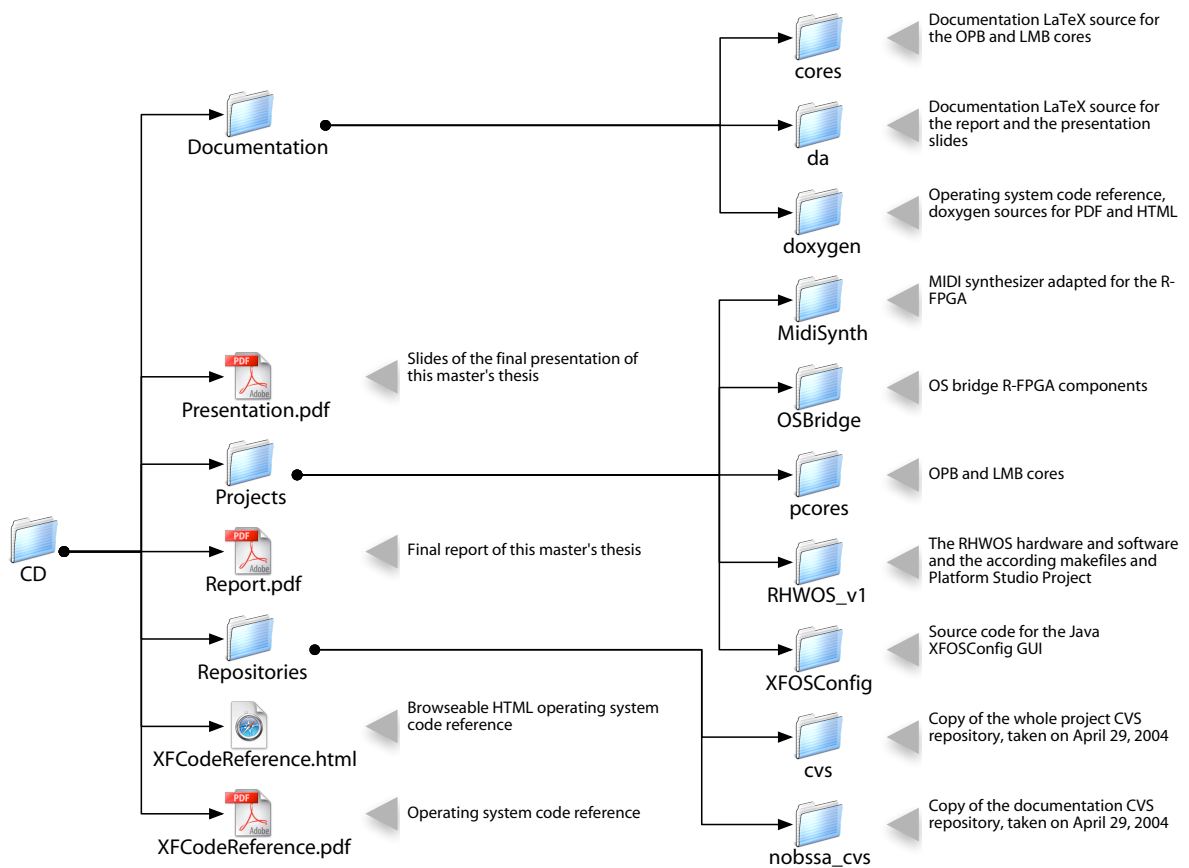 Documentation LaTeX source for
the OPB and LMB cores
cores
Documentation
Documentation LaTeX source for
the report and the presentation
slides
da
Operating system code reference,
doxygen sources for PDF and HTML
doxygen
MIDI synthesizer adapted for the R-
FPGA
MidiSynth
PDF
Adobe
Presentation.pdf
Slides of the final presentation of
this master's thesis
OS bridge R-FPGA components
OSBridge
Projects
OPB and LMB cores
pcores
CD
PDF
Adobe
Report.pdf
Final report of this master's thesis
The RHWOS hardware and software
and the according makefiles and
Platform Studio Project
RHWOS_v1
Repositories
Source code for the Java
XFOSConfig GUI
XFOSConfig
Browseable HTML operating system
code reference
XFCodeReference.html
Copy of the whole project CVS
repository, taken on April 29, 2004
cvs
PDF
Adobe
XFCodeReference.pdf
Operating system code reference
Copy of the documentation CVS
repository, taken on April 29, 2004
nobssa_cvs